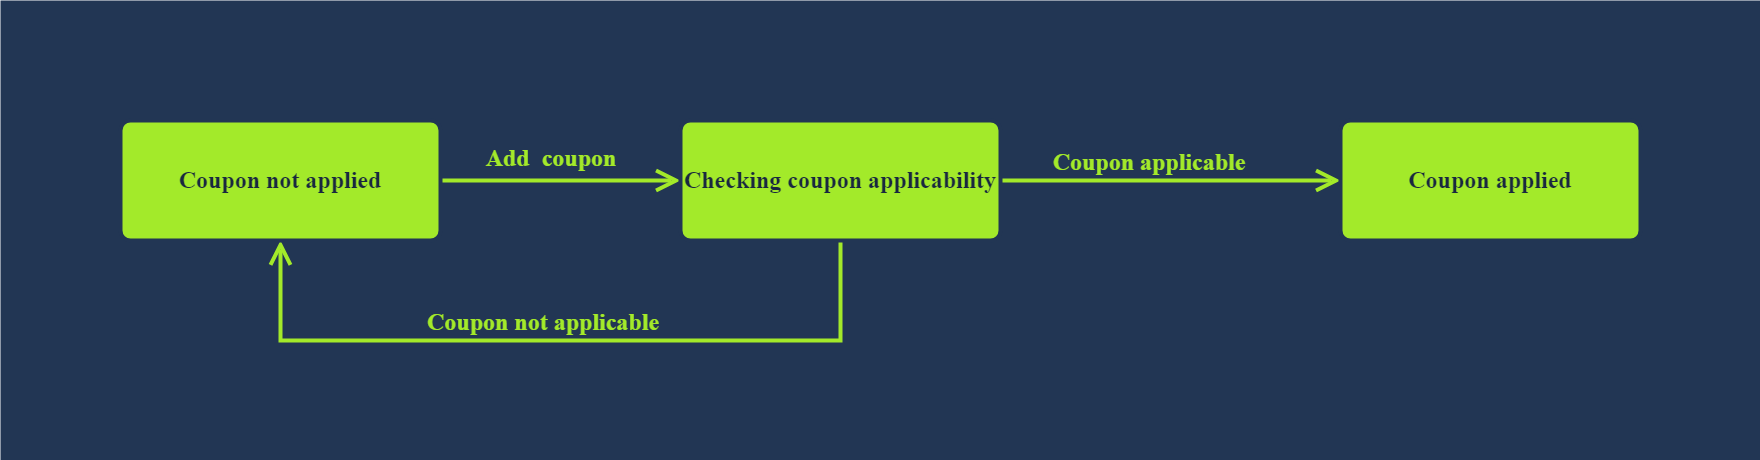 Add  coupon
Coupon applicable
Coupon not applied
Checking coupon applicability
Coupon applied
Coupon not applicable